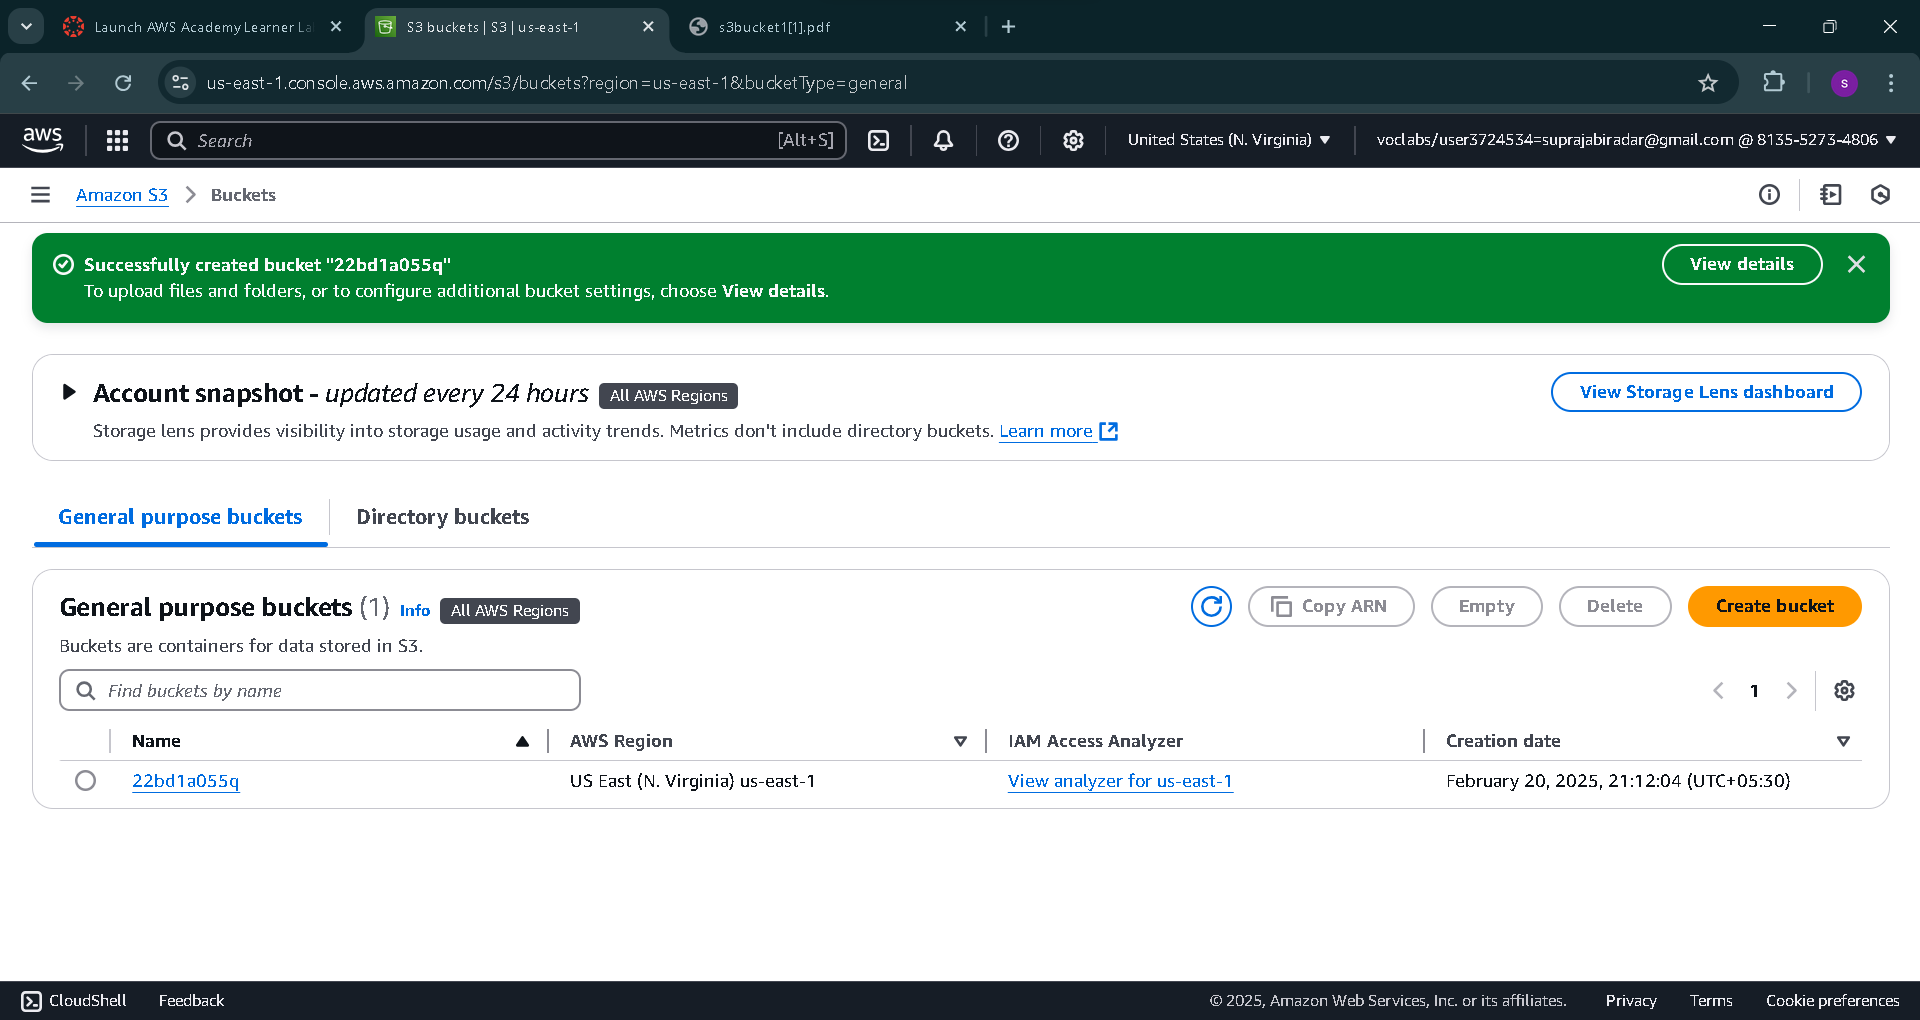 Launch AWS Academy Learner La
S3 buckets | S3 | us-east-1
s3bucket1[1].pdf
us-east-1.console.aws.amazon.com/s3/buckets?region=us-east-1&bucketType=general
s
aws
Search
[Alt+S]
United States (N. Virginia)
voclabs/user3724534=suprajabiradar@gmail.com @ 8135-5273-4806
Amazon S3
Buckets
Successfully created bucket "22bd1a055q"
To upload files and folders, or to configure additional bucket settings, choose View details.
View details
Account snapshot - updated every 24 hours
All AWS Regions
View Storage Lens dashboard
Storage lens provides visibility into storage usage and activity trends. Metrics don't include directory buckets. Learn more
General purpose buckets
Directory buckets
General purpose buckets (1)
Info
All AWS Regions
Copy ARN
Empty
Delete
Create bucket
Buckets are containers for data stored in S3.
Find buckets by name
1
Name
AWS Region
IAM Access Analyzer
Creation date
22bd1a055q
US East (N. Virginia) us-east-1
View analyzer for us-east-1
February 20, 2025, 21:12:04 (UTC+05:30)
CloudShell
Feedback
© 2025, Amazon Web Services, Inc. or its affiliates.
Privacy
Terms
Cookie preferences